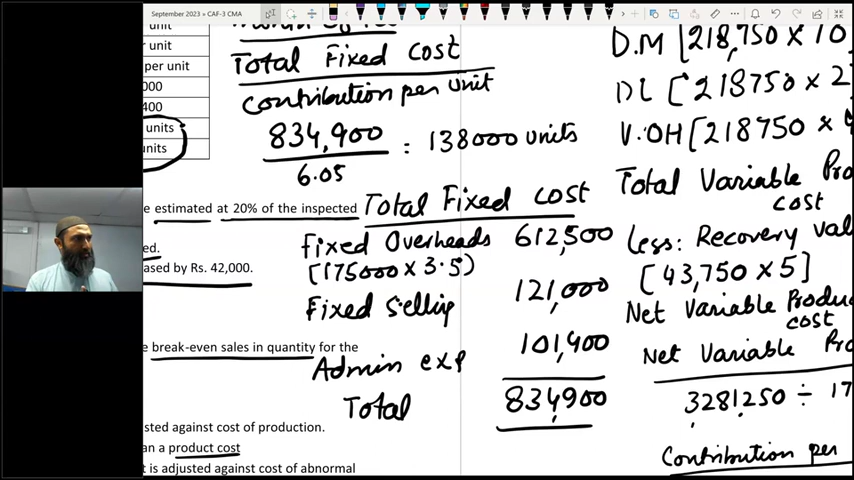 September 2023 » CAF-3 CMA
unit
r unit
per unit
000
400
units
units
Total Fixed cost
Contribution per unit
834,900 = 138000 units
6.05
e estimated at 20% of the inspected
ed.
ased by Rs. 42,000.
e break-even sales in quantity for the
sted against cost of production.
an a product cost
t is adjusted against cost of abnormal
Total Fixed cost
Fixed Overheads 612,500
[175000 × 3.5)
Fixed Selling 121,000
Admin exp 101,400
Total 834900
D.M [218,750 × 10
DL [218750 × 2
V.OH [218750 ×
Total Variable Pro
cost
Less: Recovery val
[43,750 × 5]
Net Variable Produc
cost
Net Variable Pro
3281250 ÷ 17
Contribution per